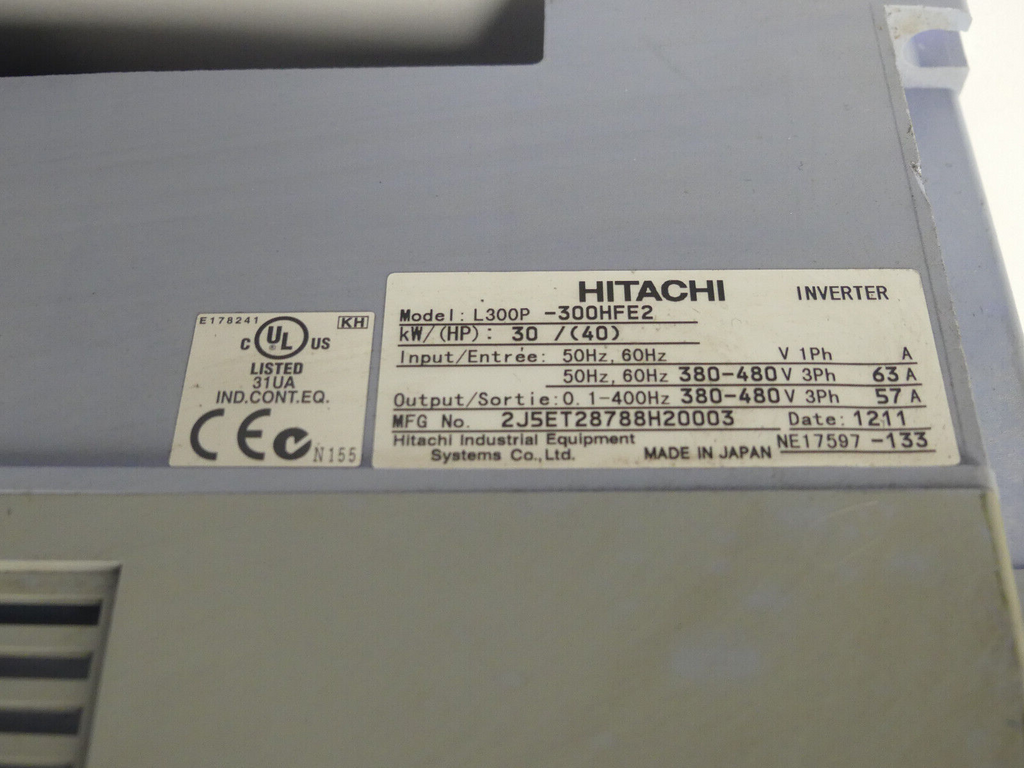 E178241 KH
C UL US
LISTED
31UA
IND.CONT.EQ.
CE N155
HITACHI INVERTER
Model: L300P -300HFE2
kW/(HP): 30 /(40)
Input/Entrée: 50Hz, 60Hz V 1Ph A
50Hz, 60Hz 380-480 V 3Ph 63 A
Output/Sortie: 0.1-400Hz 380-480 V 3Ph 57 A
MFG No. 2J5ET28788H20003 Date: 1211
Hitachi Industrial Equipment
Systems Co., Ltd. MADE IN JAPAN NE17597 -133